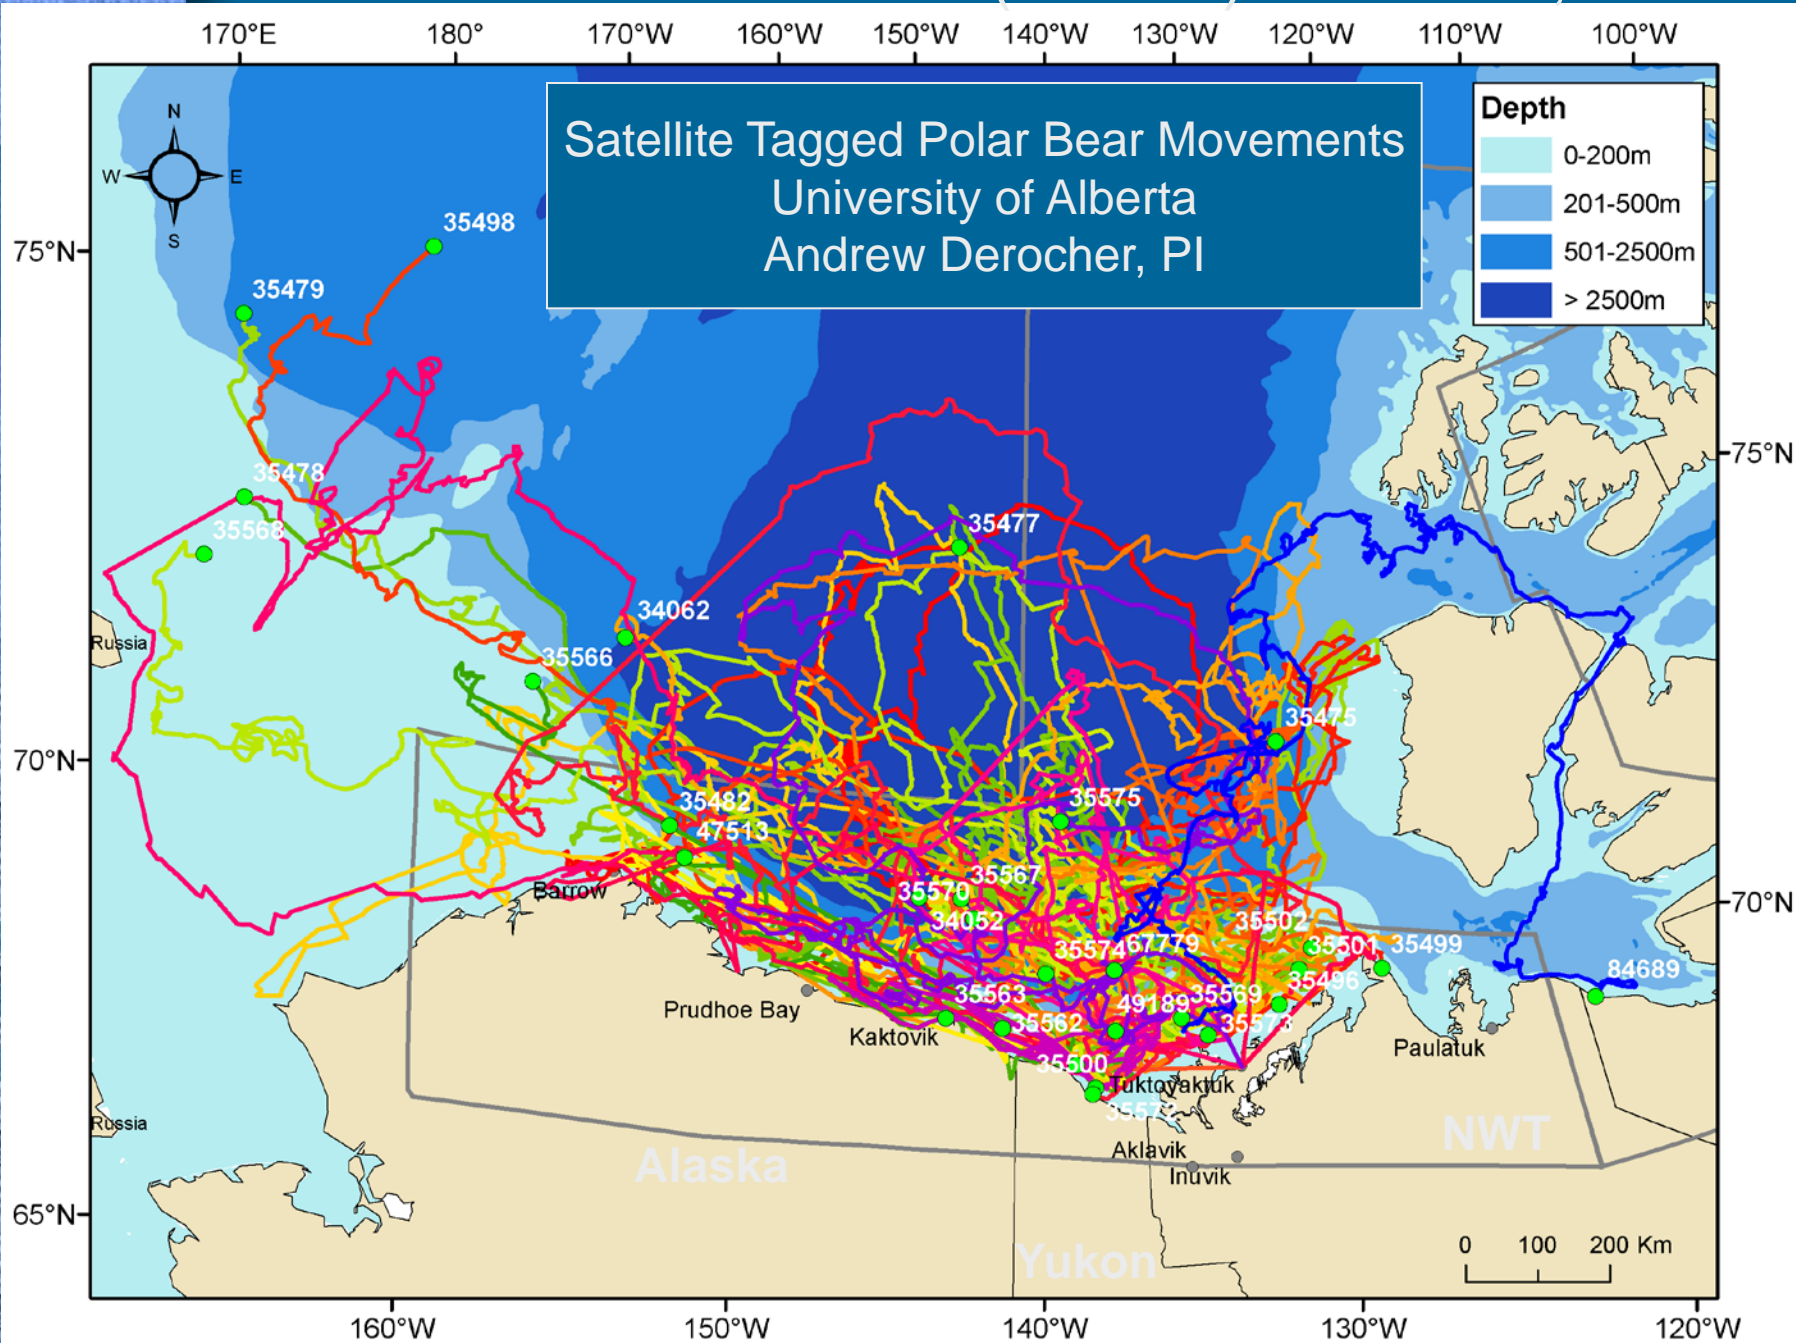 170°E 180° 170°W 160°W 150°W 140°W 130°W 120°W 110°W 100°W
Satellite Tagged Polar Bear Movements
University of Alberta
Andrew Derocher, PI
Depth
0-200m
201-500m
501-2500m
> 2500m
N
W E
S
75°N
75°N
70°N
70°N
65°N
35498
35479
35478
35568
35477
34062
35566
Russia
35475
35482
47513
35575
Barrow
35567
35570
34052
35502
35574
67779
35501
35499
84689
35496
35563
49189
35569
35562
35573
Prudhoe Bay
Kaktovik
Paulatuk
35500
Tuktoyaktuk
35572
Russia
NWT
Aklavik
Inuvik
Alaska
Yukon
0 100 200 Km
160°W 150°W 140°W 130°W 120°W